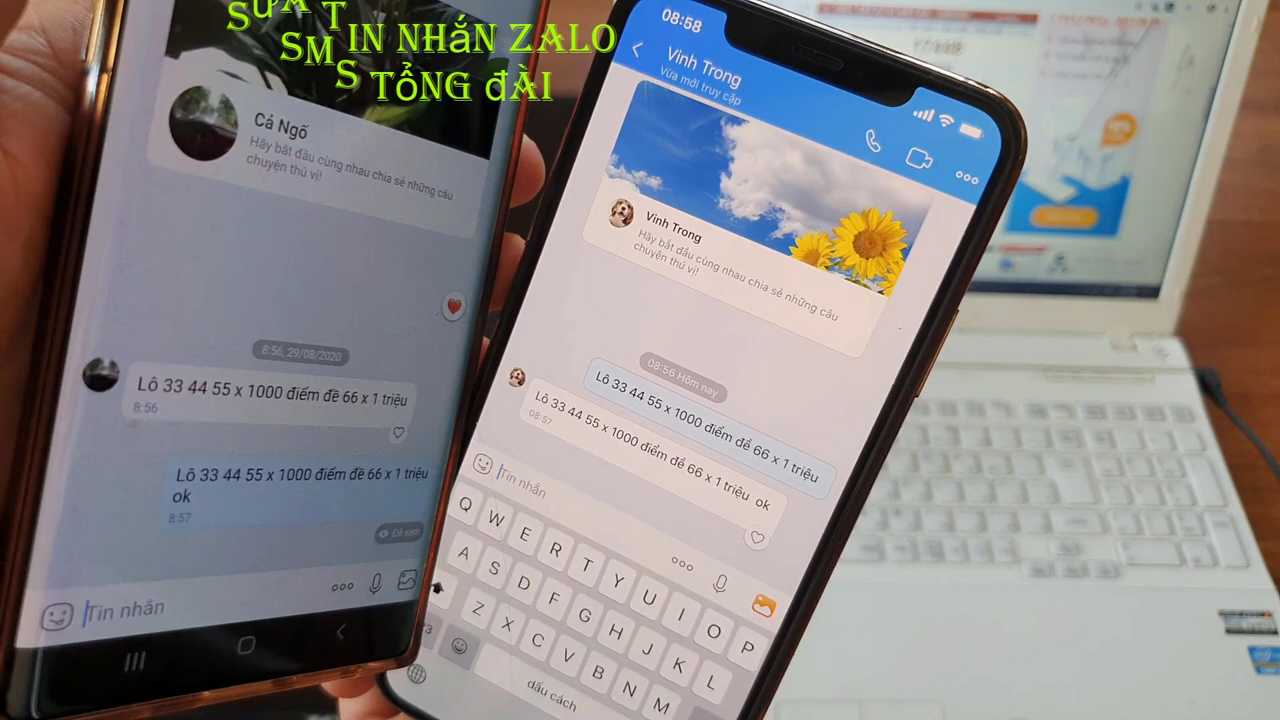 SỬA TIN NHẮN ZALO
SMS TỔNG ĐÀI
Cả Ngố
Hãy bắt đầu cùng nhau chia sẻ những câu
chuyện thú vị!
8:56, 29/08/2020
Lô 33 44 55 x 1000 điểm đề 66 x 1 triệu
8:56
Lô 33 44 55 x 1000 điểm đề 66 x 1 triệu
ok
8:57
Đã xem
Tin nhắn
08:58
Vinh Trong
Vừa mới truy cập
Vinh Trong
Hãy bắt đầu cùng nhau chia sẻ những câu
chuyện thú vị!
08:56 Hôm nay
Lô 33 44 55 x 1000 điểm đề 66 x 1 triệu
Lô 33 44 55 x 1000 điểm đề 66 x 1 triệu ok
08:57
Tin nhắn
Q W E R T Y U I O P
A S D F G H J K L
Z X C V B N M
dấu cách